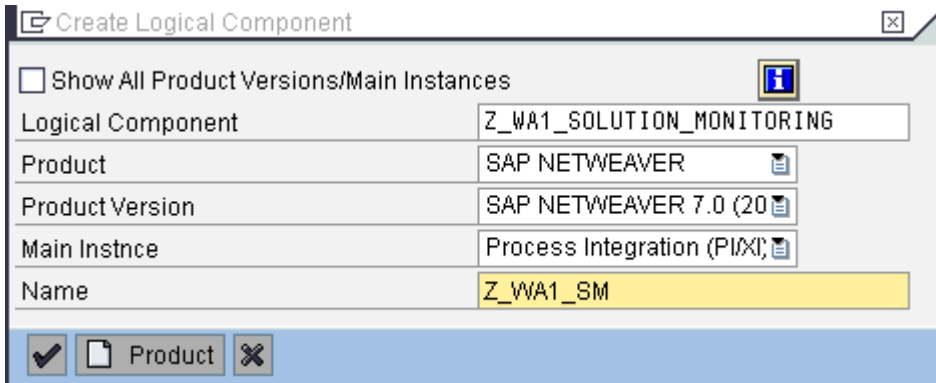 Create Logical Component
Show All Product Versions/Main Instances
Logical Component Z_WA1_SOLUTION_MONITORING
Product SAP NETWEAVER
Product Version SAP NETWEAVER 7.0 (20
Main Instnce Process Integration (PI/XI)
Name Z_WA1_SM
Product